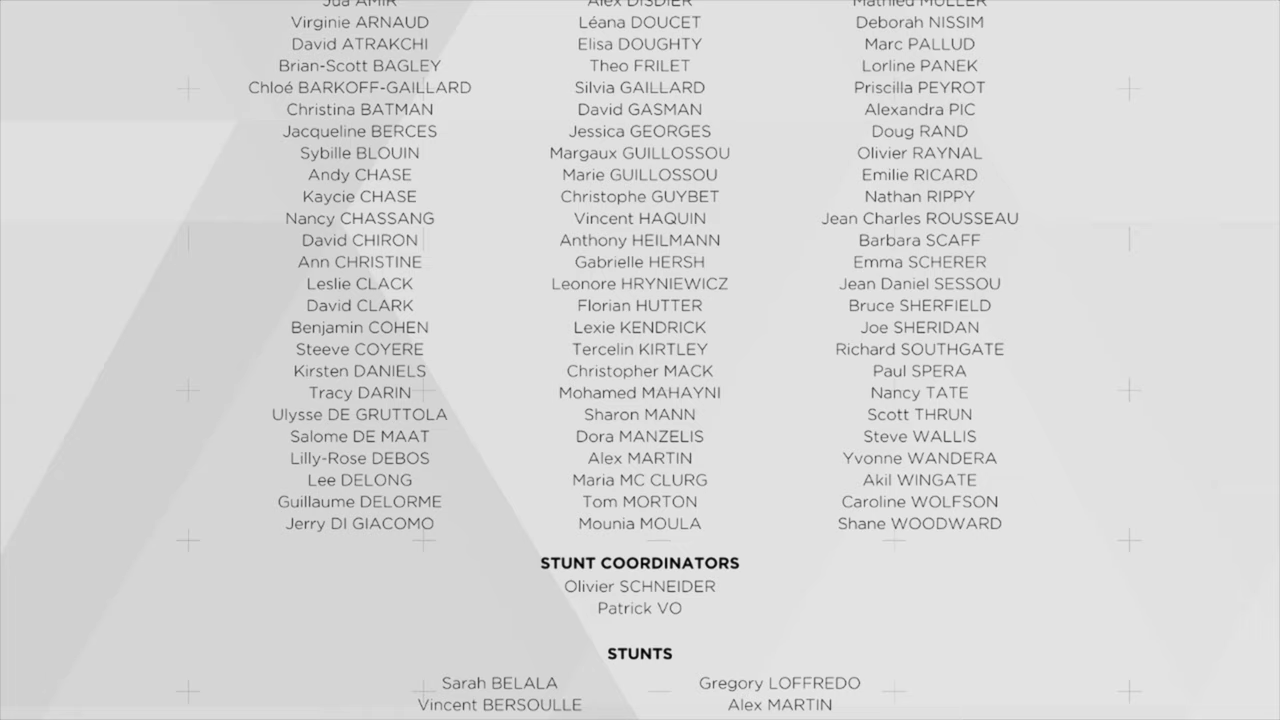 Jua AMIR
Alex DISDIER
Mathieu MULLER
Virginie ARNAUD
Léana DOUCET
Deborah NISSIM
David ATRAKCHI
Elisa DOUGHTY
Marc PALLUD
Brian-Scott BAGLEY
Theo FRILET
Lorline PANEK
Chloé BARKOFF-GAILLARD
Silvia GAILLARD
Priscilla PEYROT
Christina BATMAN
David GASMAN
Alexandra PIC
Jacqueline BERCES
Jessica GEORGES
Doug RAND
Sybille BLOUIN
Margaux GUILLOSSOU
Olivier RAYNAL
Andy CHASE
Marie GUILLOSSOU
Emilie RICARD
Kaycie CHASE
Christophe GUYBET
Nathan RIPPY
Nancy CHASSANG
Vincent HAQUIN
Jean Charles ROUSSEAU
David CHIRON
Anthony HEILMANN
Barbara SCAFF
Ann CHRISTINE
Gabrielle HERSH
Emma SCHERER
Leslie CLACK
Leonore HRYNIEWICZ
Jean Daniel SESSOU
David CLARK
Florian HUTTER
Bruce SHERFIELD
Benjamin COHEN
Lexie KENDRICK
Joe SHERIDAN
Steeve COYERE
Tercelin KIRTLEY
Richard SOUTHGATE
Kirsten DANIELS
Christopher MACK
Paul SPERA
Tracy DARIN
Mohamed MAHAYNI
Nancy TATE
Ulysse DE GRUTTOLA
Sharon MANN
Scott THRUN
Salome DE MAAT
Dora MANZELIS
Steve WALLIS
Lilly-Rose DEBOS
Alex MARTIN
Yvonne WANDERA
Lee DELONG
Maria MC CLURG
Akil WINGATE
Guillaume DELORME
Tom MORTON
Caroline WOLFSON
Jerry DI GIACOMO
Mounia MOULA
Shane WOODWARD
STUNT COORDINATORS
Olivier SCHNEIDER
Patrick VO
STUNTS
Sarah BELALA
Gregory LOFFREDO
Vincent BERSOULLE
Alex MARTIN